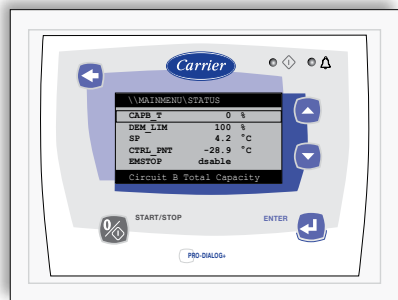 Carrier
\\MAINMENU\STATUS
CAPB_T 0 %
DEM_LIM 100 %
SP 4.2 °C
CTRL_PNT -28.9 °C
EMSTOP dsable
Circuit B Total Capacity
START/STOP
ENTER
PRO-DIALOG+